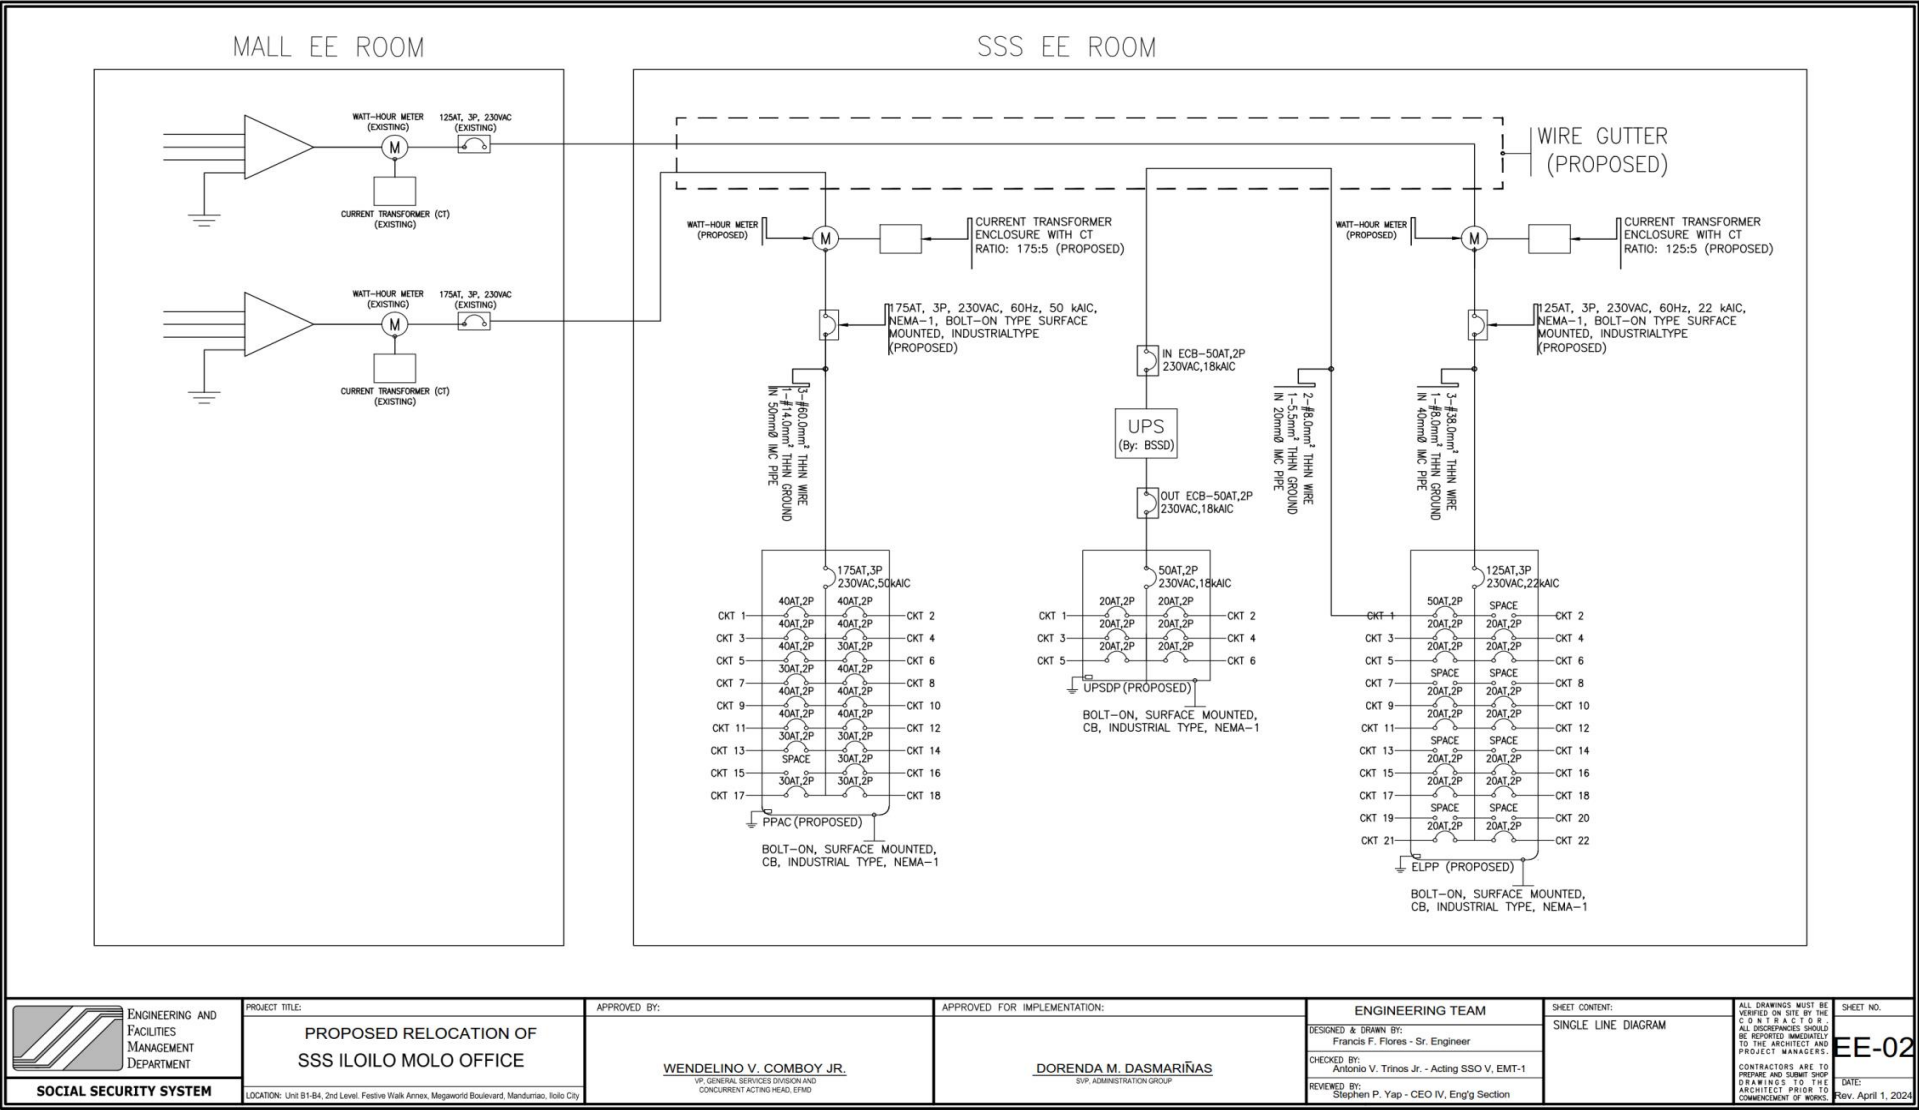 MALL EE ROOM
SSS EE ROOM
WATT-HOUR METER
(EXISTING)
125AT, 3P, 230VAC
(EXISTING)
M
CURRENT TRANSFORMER (CT)
(EXISTING)
WATT-HOUR METER
(EXISTING)
175AT, 3P, 230VAC
(EXISTING)
M
CURRENT TRANSFORMER (CT)
(EXISTING)
WIRE GUTTER
(PROPOSED)
WATT-HOUR METER
(PROPOSED)
M
CURRENT TRANSFORMER
ENCLOSURE WITH CT
RATIO: 175:5 (PROPOSED)
175AT, 3P, 230VAC, 60Hz, 50 kAIC,
NEMA-1, BOLT-ON TYPE SURFACE
MOUNTED, INDUSTRIALTYPE
(PROPOSED)
3-#60.0mm² THHN WIRE
1-#14.0mm² THHN GROUND
IN 50mmØ IMC PIPE
175AT,3P
230VAC,50kAIC
40AT,2P 40AT,2P
CKT 1 CKT 2
40AT,2P 40AT,2P
CKT 3 CKT 4
40AT,2P 30AT,2P
CKT 5 CKT 6
30AT,2P 40AT,2P
CKT 7 CKT 8
40AT,2P 40AT,2P
CKT 9 CKT 10
40AT,2P 40AT,2P
CKT 11 CKT 12
30AT,2P 30AT,2P
CKT 13 CKT 14
SPACE 30AT,2P
CKT 15 CKT 16
30AT,2P 30AT,2P
CKT 17 CKT 18
PPAC (PROPOSED)
BOLT-ON, SURFACE MOUNTED,
CB, INDUSTRIAL TYPE, NEMA-1
IN ECB-50AT,2P
230VAC,18kAIC
UPS
(By: BSSD)
OUT ECB-50AT,2P
230VAC,18kAIC
2-#8.0mm² THHN WIRE
1-5.5mm² THHN GROUND
IN 20mmØ IMC PIPE
50AT,2P
230VAC,18kAIC
20AT,2P 20AT,2P
CKT 1 CKT 2
20AT,2P 20AT,2P
CKT 3 CKT 4
20AT,2P 20AT,2P
CKT 5 CKT 6
UPSDP (PROPOSED)
BOLT-ON, SURFACE MOUNTED,
CB, INDUSTRIAL TYPE, NEMA-1
WATT-HOUR METER
(PROPOSED)
M
CURRENT TRANSFORMER
ENCLOSURE WITH CT
RATIO: 125:5 (PROPOSED)
125AT, 3P, 230VAC, 60Hz, 22 kAIC,
NEMA-1, BOLT-ON TYPE SURFACE
MOUNTED, INDUSTRIALTYPE
(PROPOSED)
3-#38.0mm² THHN WIRE
1-#8.0mm² THHN GROUND
IN 40mmØ IMC PIPE
125AT,3P
230VAC,22kAIC
50AT,2P SPACE
CKT 1 CKT 2
20AT,2P 20AT,2P
CKT 3 CKT 4
20AT,2P 20AT,2P
CKT 5 CKT 6
SPACE SPACE
CKT 7 CKT 8
20AT,2P 20AT,2P
CKT 9 CKT 10
20AT,2P 20AT,2P
CKT 11 CKT 12
SPACE SPACE
CKT 13 CKT 14
20AT,2P 20AT,2P
CKT 15 CKT 16
20AT,2P 20AT,2P
CKT 17 CKT 18
SPACE SPACE
CKT 19 CKT 20
20AT,2P 20AT,2P
CKT 21 CKT 22
ELPP (PROPOSED)
BOLT-ON, SURFACE MOUNTED,
CB, INDUSTRIAL TYPE, NEMA-1
ENGINEERING AND
FACILITIES
MANAGEMENT
DEPARTMENT
SOCIAL SECURITY SYSTEM
PROJECT TITLE:
PROPOSED RELOCATION OF
SSS ILOILO MOLO OFFICE
LOCATION: Unit B1-B4, 2nd Level. Festive Walk Annex, Megaworld Boulevard, Mandurriao, Iloilo City
APPROVED BY:
WENDELINO V. COMBOY JR.
VP, GENERAL SERVICES DIVISION AND
CONCURRENT ACTING HEAD, EFMD
APPROVED FOR IMPLEMENTATION:
DORENDA M. DASMARIÑAS
SVP, ADMINISTRATION GROUP
ENGINEERING TEAM
DESIGNED & DRAWN BY:
Francis F. Flores - Sr. Engineer
CHECKED BY:
Antonio V. Trinos Jr. - Acting SSO V, EMT-1
REVIEWED BY:
Stephen P. Yap - CEO IV, Eng'g Section
SHEET CONTENT:
SINGLE LINE DIAGRAM
ALL DRAWINGS MUST BE
VERIFIED ON SITE BY THE
CONTRACTOR.
ALL DISCREPANCIES SHOULD
BE REPORTED IMMEDIATELY
TO THE ARCHITECT AND
PROJECT MANAGERS.
CONTRACTORS ARE TO
PREPARE AND SUBMIT SHOP
DRAWINGS TO THE
ARCHITECT PRIOR TO
COMMENCEMENT OF WORKS.
SHEET NO.
EE-02
DATE:
Rev. April 1, 2024